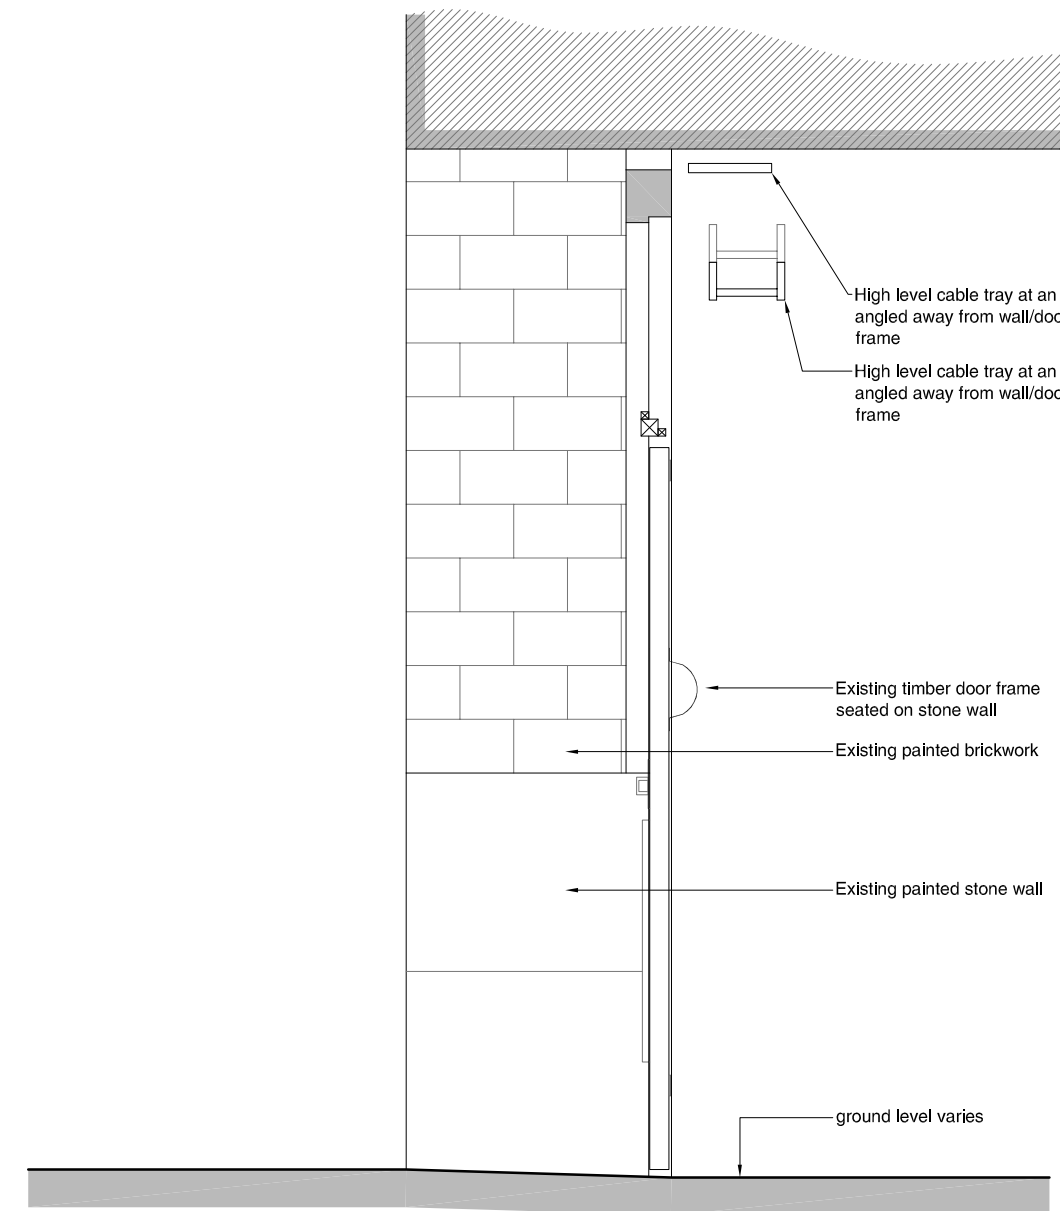 High level cable tray at an
angled away from wall/doo
frame
High level cable tray at an
angled away from wall/doo
frame
Existing timber door frame
seated on stone wall
Existing painted brickwork
Existing painted stone wall
ground level varies